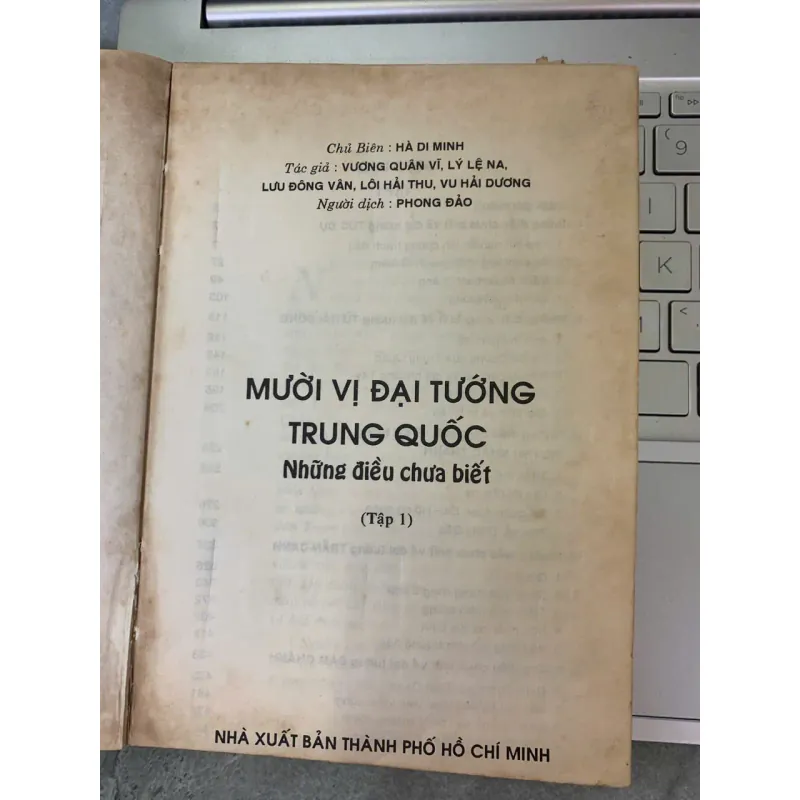 Chủ Biên : HÀ DI MINH
Tác giả : VƯƠNG QUÂN VĨ, LÝ LỆ NA,
LƯU ĐÔNG VÂN, LÔI HẢI THU, VU HẢI DƯƠNG
Người dịch : PHONG ĐẢO
MƯỜI VỊ ĐẠI TƯỚNG
TRUNG QUỐC
Những điều chưa biết
(Tập 1)
NHÀ XUẤT BẢN THÀNH PHỐ HỒ CHÍ MINH
9
I
K